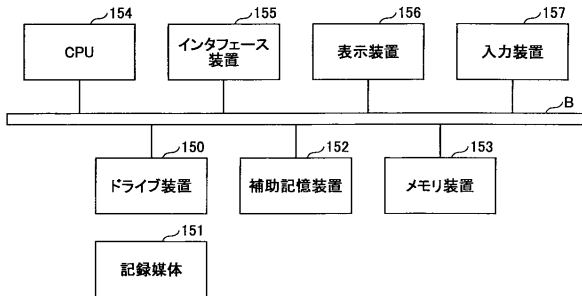 154
CPU
155
インタフェース
装置
156
表示装置
157
入力装置
B
150
ドライブ装置
152
補助記憶装置
153
メモリ装置
151
記録媒体